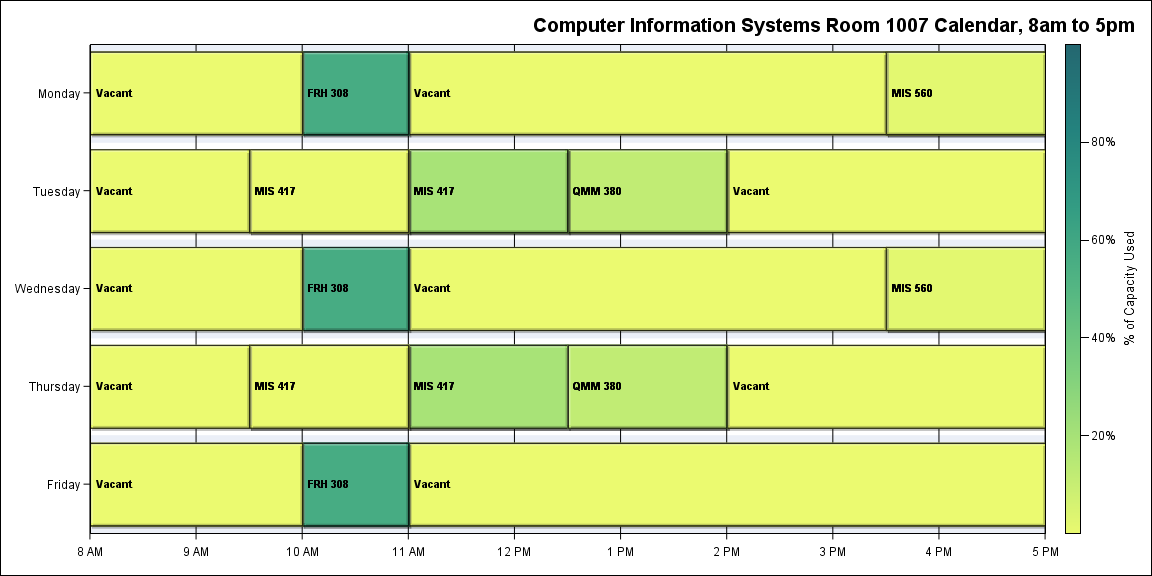 Computer Information Systems Room 1007 Calendar, 8am to 5pm
Monday
Vacant
FRH 308
Vacant
MIS 560
Tuesday
Vacant
MIS 417
MIS 417
QMM 380
Vacant
Wednesday
Vacant
FRH 308
Vacant
MIS 560
Thursday
Vacant
MIS 417
MIS 417
QMM 380
Vacant
Friday
Vacant
FRH 308
Vacant
8 AM
9 AM
10 AM
11 AM
12 PM
1 PM
2 PM
3 PM
4 PM
5 PM
80%
60%
40%
20%
% of Capacity Used